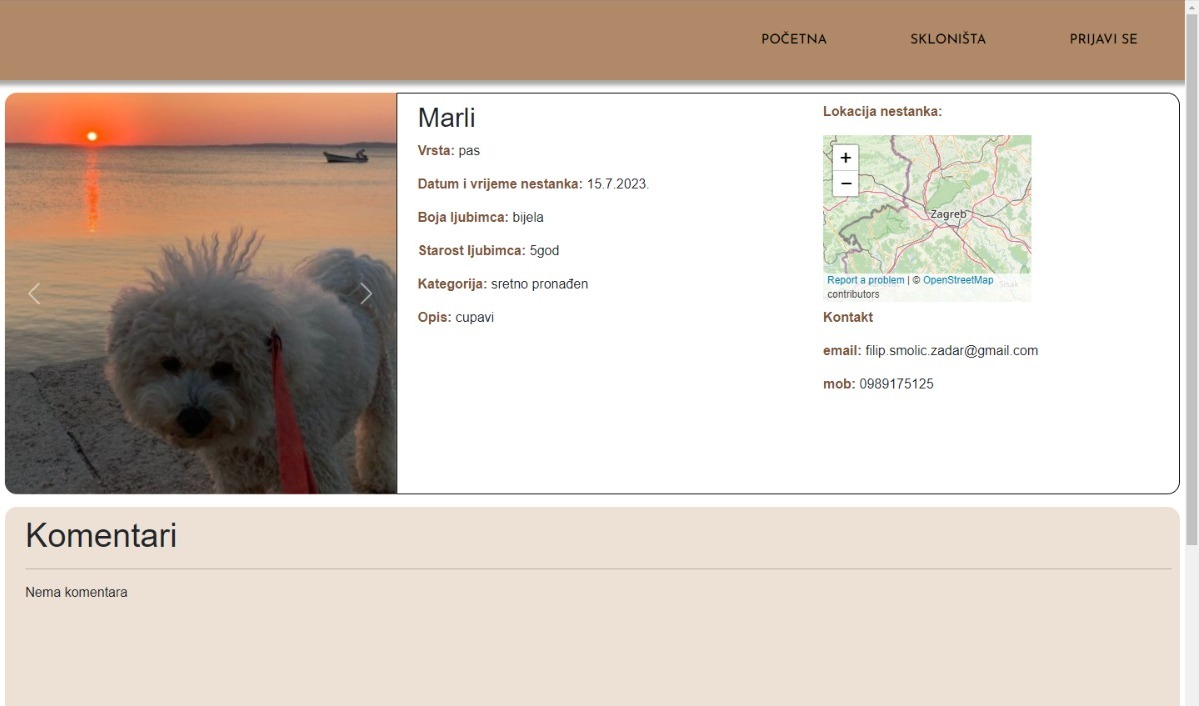 POČETNA
SKLONIŠTA
PRIJAVI SE
Marli
Vrsta: pas
Datum i vrijeme nestanka: 15.7.2023.
Boja ljubimca: bijela
Starost ljubimca: 5god
Kategorija: sretno pronađen
Opis: cupavi
Lokacija nestanka:
+
−
Zagreb
Sisak
Report a problem | © OpenStreetMap
contributors
Kontakt
email: filip.smolic.zadar@gmail.com
mob: 0989175125
Komentari
Nema komentara